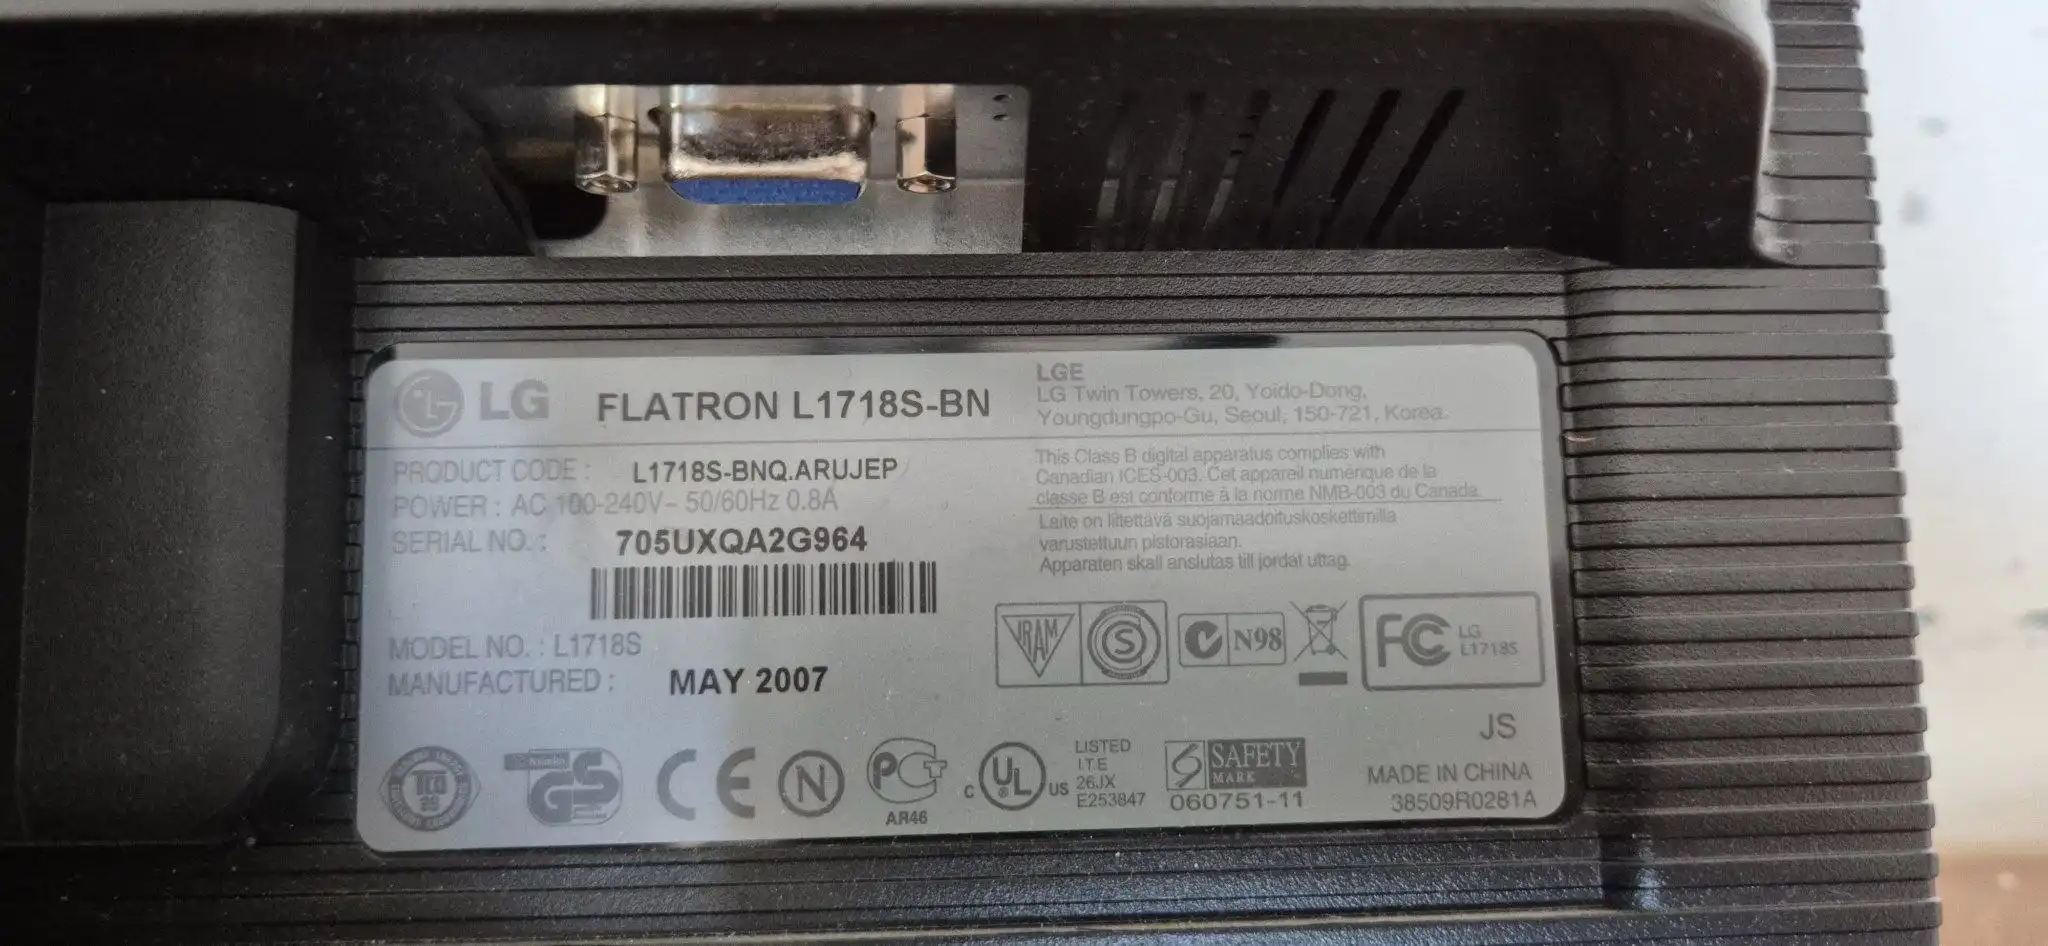 LG FLATRON L1718S-BN
LGE
LG Twin Towers, 20, Yoido-Dong,
Youngdungpo-Gu, Seoul, 150-721, Korea.
PRODUCT CODE : L1718S-BNQ.ARUJEP
POWER : AC 100-240V~ 50/60Hz 0.8A
SERIAL NO. : 705UXQA2G964
MODEL NO. : L1718S
MANUFACTURED : MAY 2007
This Class B digital apparatus complies with
Canadian ICES-003. Cet appareil numérique de la
classe B est conforme à la norme NMB-003 du Canada.
Laite on liitettävä suojamaadoituskoskettimilla
varustettuun pistorasiaan.
Apparaten skall anslutas till jordat uttag.
S
N98
FC LG
L1718S
JS
TCO
99
GS
CE
N
PCT
AR46
C UL US
LISTED
I.T.E
26JX
E253847
S SAFETY
MARK
060751-11
MADE IN CHINA
38509R0281A